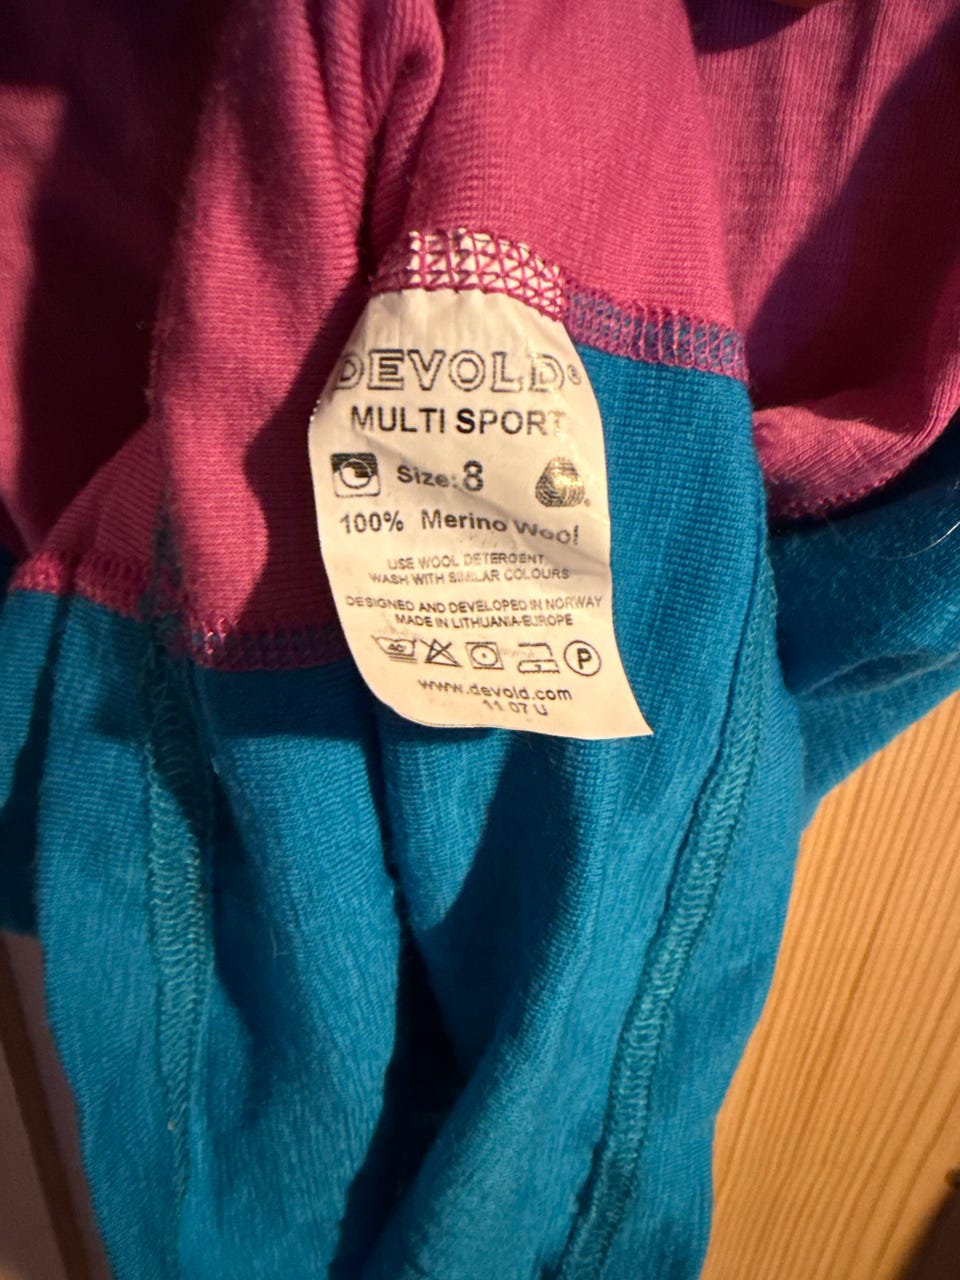 DEVOLD®
MULTI SPORT
Size: 8
100% Merino Wool
USE WOOL DETERGENT
WASH WITH SIMILAR COLOURS
DESIGNED AND DEVELOPED IN NORWAY
MADE IN LITHUANIA-EUROPE
40 P
www.devold.com
11 07 U